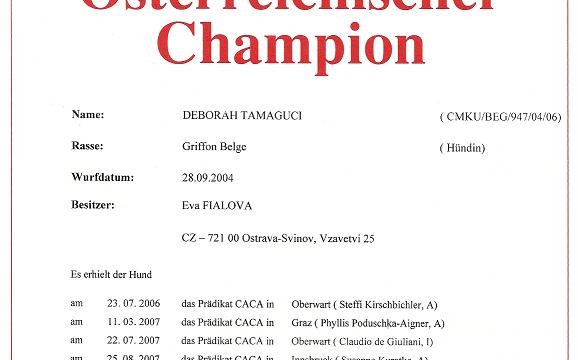 Österreichischer
Champion
Name: DEBORAH TAMAGUCI ( CMKU/BEG/947/04/06)
Rasse: Griffon Belge ( Hündin)
Wurfdatum: 28.09.2004
Besitzer: Eva FIALOVA
CZ – 721 00 Ostrava-Svinov, Vzavetvi 25
Es erhielt der Hund
am 23. 07. 2006 das Prädikat CACA in Oberwart ( Steffi Kirschbichler, A)
am 11. 03. 2007 das Prädikat CACA in Graz ( Phyllis Poduschka-Aigner, A)
am 22. 07. 2007 das Prädikat CACA in Oberwart ( Claudio de Giuliani, I)
am 25. 08. 2007 das Prädikat CACA in Innsbruck ( Susanne